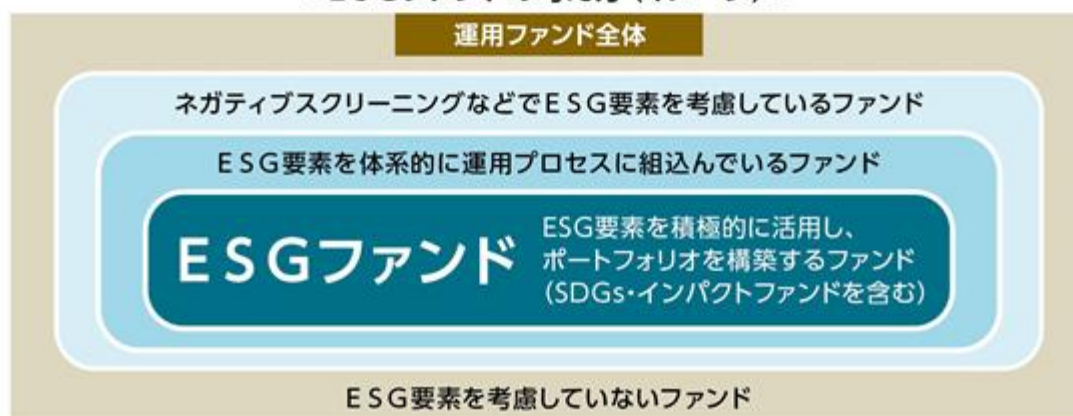 運用ファンド全体
ネガティブスクリーニングなどでESG要素を考慮しているファンド
ESG要素を体系的に運用プロセスに組込んでいるファンド
ESGファンド
ESG要素を積極的に活用し、
ポートフォリオを構築するファンド
(SDGs・インパクトファンドを含む)
ESG要素を考慮していないファンド